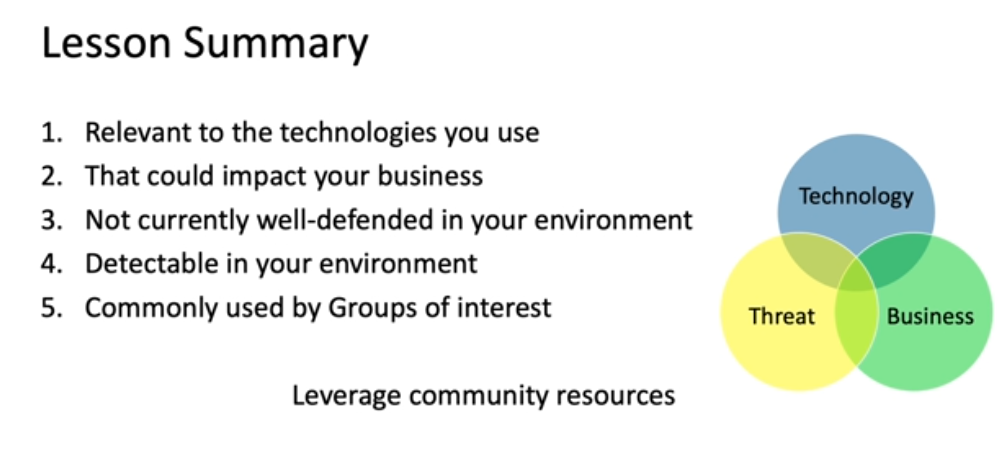 Lesson Summary
1. Relevant to the technologies you use
2. That could impact your business
3. Not currently well-defended in your environment
4. Detectable in your environment
5. Commonly used by Groups of interest
Leverage community resources
Technology
Threat
Business